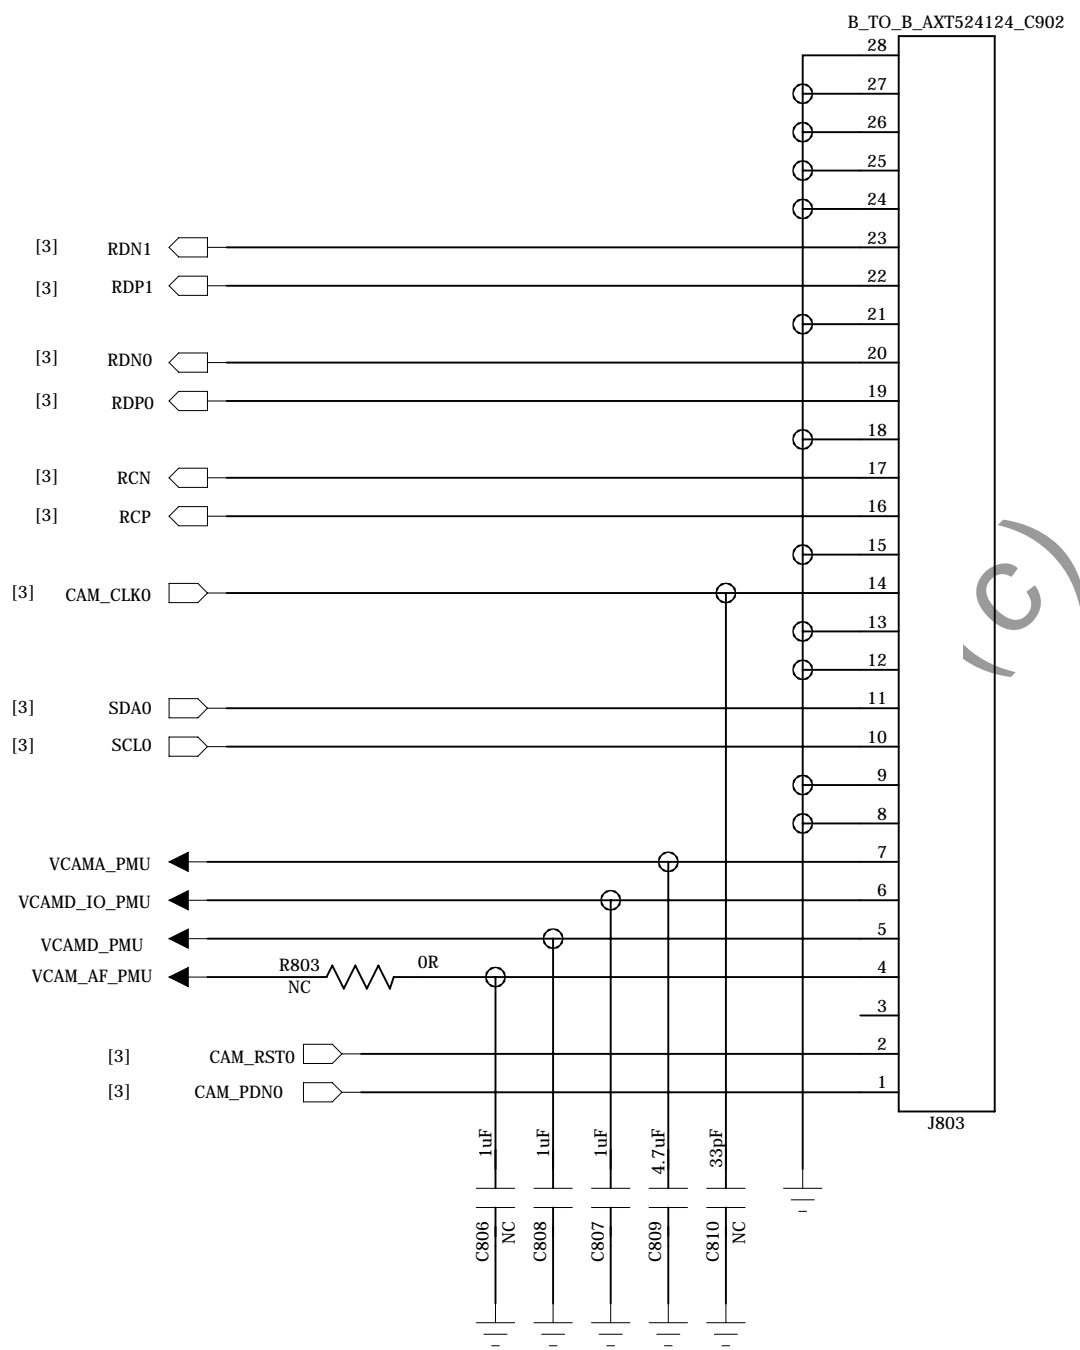 B_TO_B_AXT524124_C902
28
27
26
25
24
[3] RDN1 23
[3] RDP1 22
21
[3] RDN0 20
[3] RDP0 19
18
[3] RCN 17
[3] RCP 16
15
[3] CAM_CLK0 14
13
12
[3] SDA0 11
[3] SCL0 10
9
8
VCAMA_PMU 7
VCAMD_IO_PMU 6
VCAMD_PMU 5
VCAM_AF_PMU R803 NC 0R 4
3
[3] CAM_RST0 2
[3] CAM_PDN0 1
J803
1uF 1uF 1uF 4.7uF 33pF
C806 NC C808 C807 C809 C810 NC
(C)